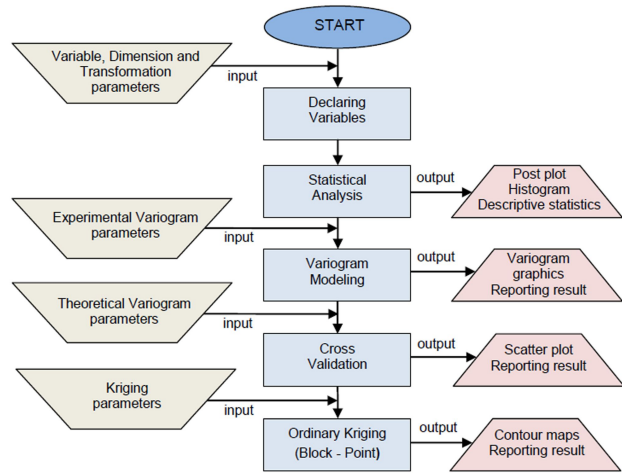 START
Variable, Dimension and
Transformation
parameters
input
Declaring
Variables
Statistical
Analysis
output
Post plot
Histogram
Descriptive statistics
Experimental Variogram
parameters
input
Variogram
Modeling
output
Variogram
graphics
Reporting result
Theoretical Variogram
parameters
input
Cross
Validation
output
Scatter plot
Reporting result
Kriging
parameters
input
Ordinary Kriging
(Block - Point)
output
Contour maps
Reporting result